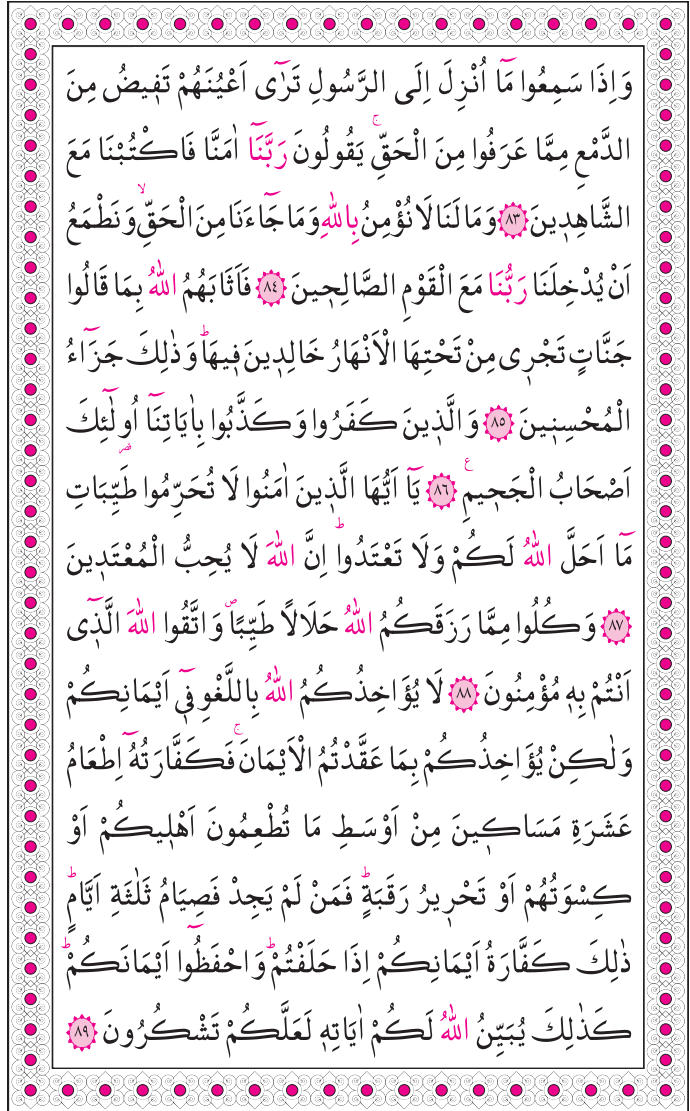 وَاِذَا سَمِعُوا مَٓا اُنْزِلَ اِلَى الرَّسُولِ تَرٰٓى اَعْيُنَهُمْ تَفٖيضُ مِنَ
الدَّمْعِ مِمَّا عَرَفُوا مِنَ الْحَقِّۚ يَقُولُونَ رَبَّنَٓا اٰمَنَّا فَاكْتُبْنَا مَعَ
الشَّاهِدٖينَ ﴿٨٣﴾ وَمَا لَنَا لَا نُؤْمِنُ بِاللّٰهِ وَمَا جَٓاءَنَا مِنَ الْحَقِّۙ وَنَطْمَعُ
اَنْ يُدْخِلَنَا رَبُّنَا مَعَ الْقَوْمِ الصَّالِحٖينَ ﴿٨٤﴾ فَاَثَابَهُمُ اللّٰهُ بِمَا قَالُوا
جَنَّاتٍ تَجْرٖى مِنْ تَحْتِهَا الْاَنْهَارُ خَالِدٖينَ فٖيهَاؕ وَذٰلِكَ جَزَٓاءُ
الْمُحْسِنٖينَ ﴿٨٥﴾ وَالَّذٖينَ كَفَرُوا وَكَذَّبُوا بِاٰيَاتِنَٓا اُولٰٓئِكَ
اَصْحَابُ الْجَحٖيمِ ﴿٨٦﴾ يَٓا اَيُّهَا الَّذٖينَ اٰمَنُوا لَا تُحَرِّمُوا طَيِّبَاتِ
مَٓا اَحَلَّ اللّٰهُ لَكُمْ وَلَا تَعْتَدُواؕ اِنَّ اللّٰهَ لَا يُحِبُّ الْمُعْتَدٖينَ
﴿٨٧﴾ وَكُلُوا مِمَّا رَزَقَكُمُ اللّٰهُ حَلَالًا طَيِّبًاࣕ وَاتَّقُوا اللّٰهَ الَّذٖٓى
اَنْتُمْ بِهٖ مُؤْمِنُونَ ﴿٨٨﴾ لَا يُؤَاخِذُكُمُ اللّٰهُ بِاللَّغْوِ فٖٓى اَيْمَانِكُمْ
وَلٰكِنْ يُؤَاخِذُكُمْ بِمَا عَقَّدْتُمُ الْاَيْمَانَۚ فَكَفَّارَتُهُٓ اِطْعَامُ
عَشَرَةِ مَسَاكٖينَ مِنْ اَوْسَطِ مَا تُطْعِمُونَ اَهْلٖيكُمْ اَوْ
كِسْوَتُهُمْ اَوْ تَحْرٖيرُ رَقَبَةٍؕ فَمَنْ لَمْ يَجِدْ فَصِيَامُ ثَلٰثَةِ اَيَّامٍؕ
ذٰلِكَ كَفَّارَةُ اَيْمَانِكُمْ اِذَا حَلَفْتُمْؕ وَاحْفَظُٓوا اَيْمَانَكُمْؕ
كَذٰلِكَ يُبَيِّنُ اللّٰهُ لَكُمْ اٰيَاتِهٖ لَعَلَّكُمْ تَشْكُرُونَ ﴿٨٩﴾